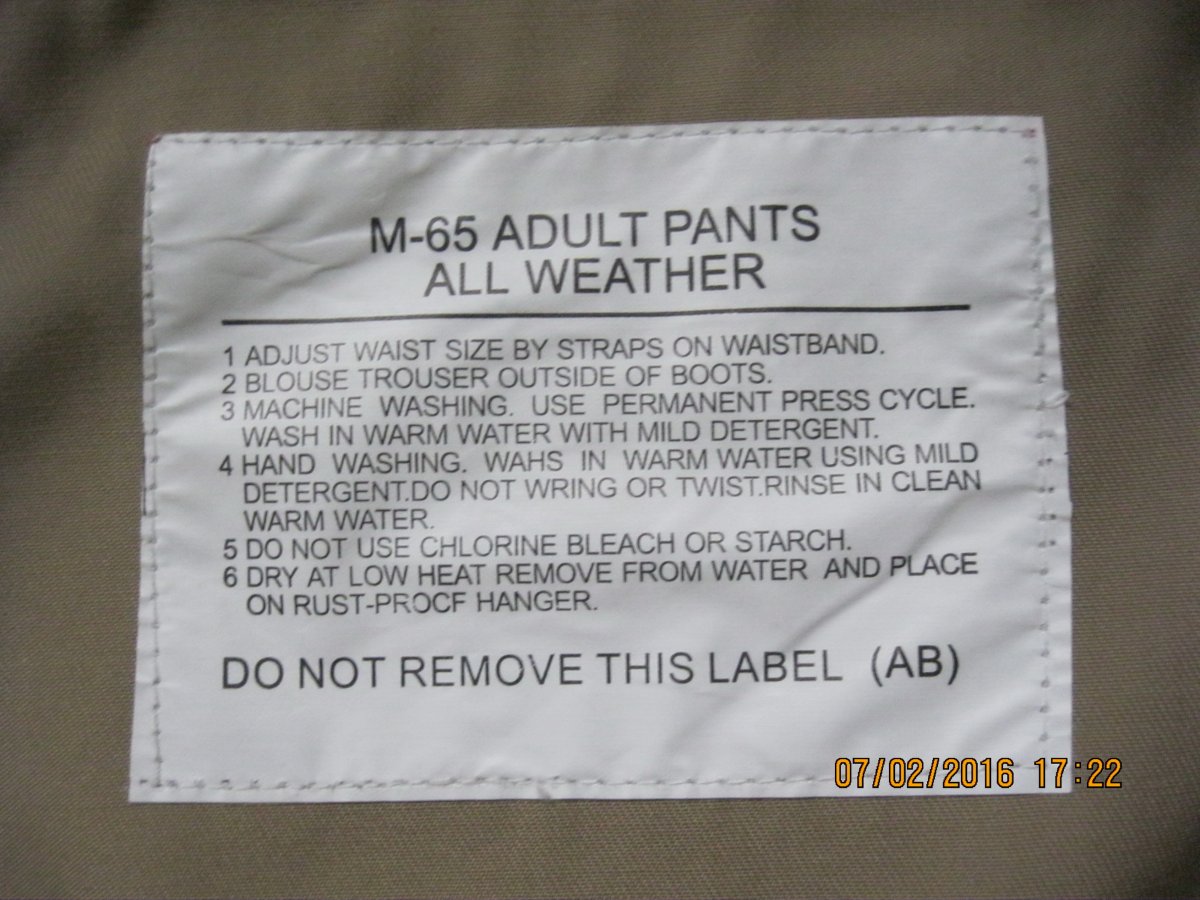 M-65 ADULT PANTS
ALL WEATHER
1 ADJUST WAIST SIZE BY STRAPS ON WAISTBAND.
2 BLOUSE TROUSER OUTSIDE OF BOOTS.
3 MACHINE WASHING. USE PERMANENT PRESS CYCLE.
WASH IN WARM WATER WITH MILD DETERGENT.
4 HAND WASHING. WAHS IN WARM WATER USING MILD
DETERGENT.DO NOT WRING OR TWIST.RINSE IN CLEAN
WARM WATER.
5 DO NOT USE CHLORINE BLEACH OR STARCH.
6 DRY AT LOW HEAT REMOVE FROM WATER AND PLACE
ON RUST-PROCF HANGER.
DO NOT REMOVE THIS LABEL (AB)
07/02/2016 17:22